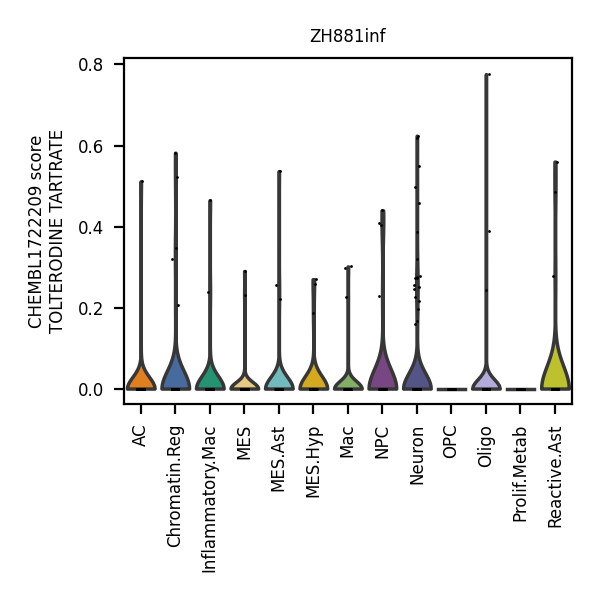 ZH881inf
CHEMBL1722209 score
TOLTERODINE TARTRATE
0.8
0.6
0.4
0.2
0.0
AC
Chromatin.Reg
Inflammatory.Mac
MES
MES.Ast
MES.Hyp
Mac
NPC
Neuron
OPC
Oligo
Prolif.Metab
Reactive.Ast